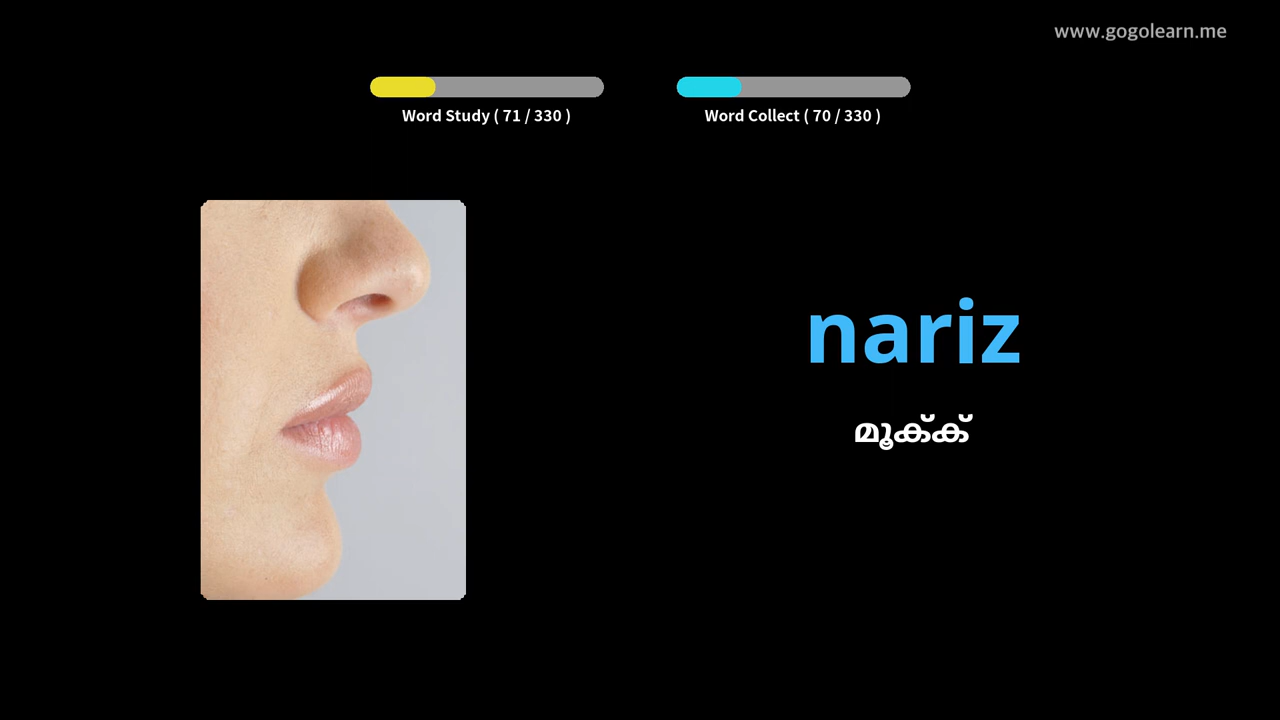 www.gogolearn.me
Word Study ( 71 / 330 )
Word Collect ( 70 / 330 )
nariz
മൂക്ക്